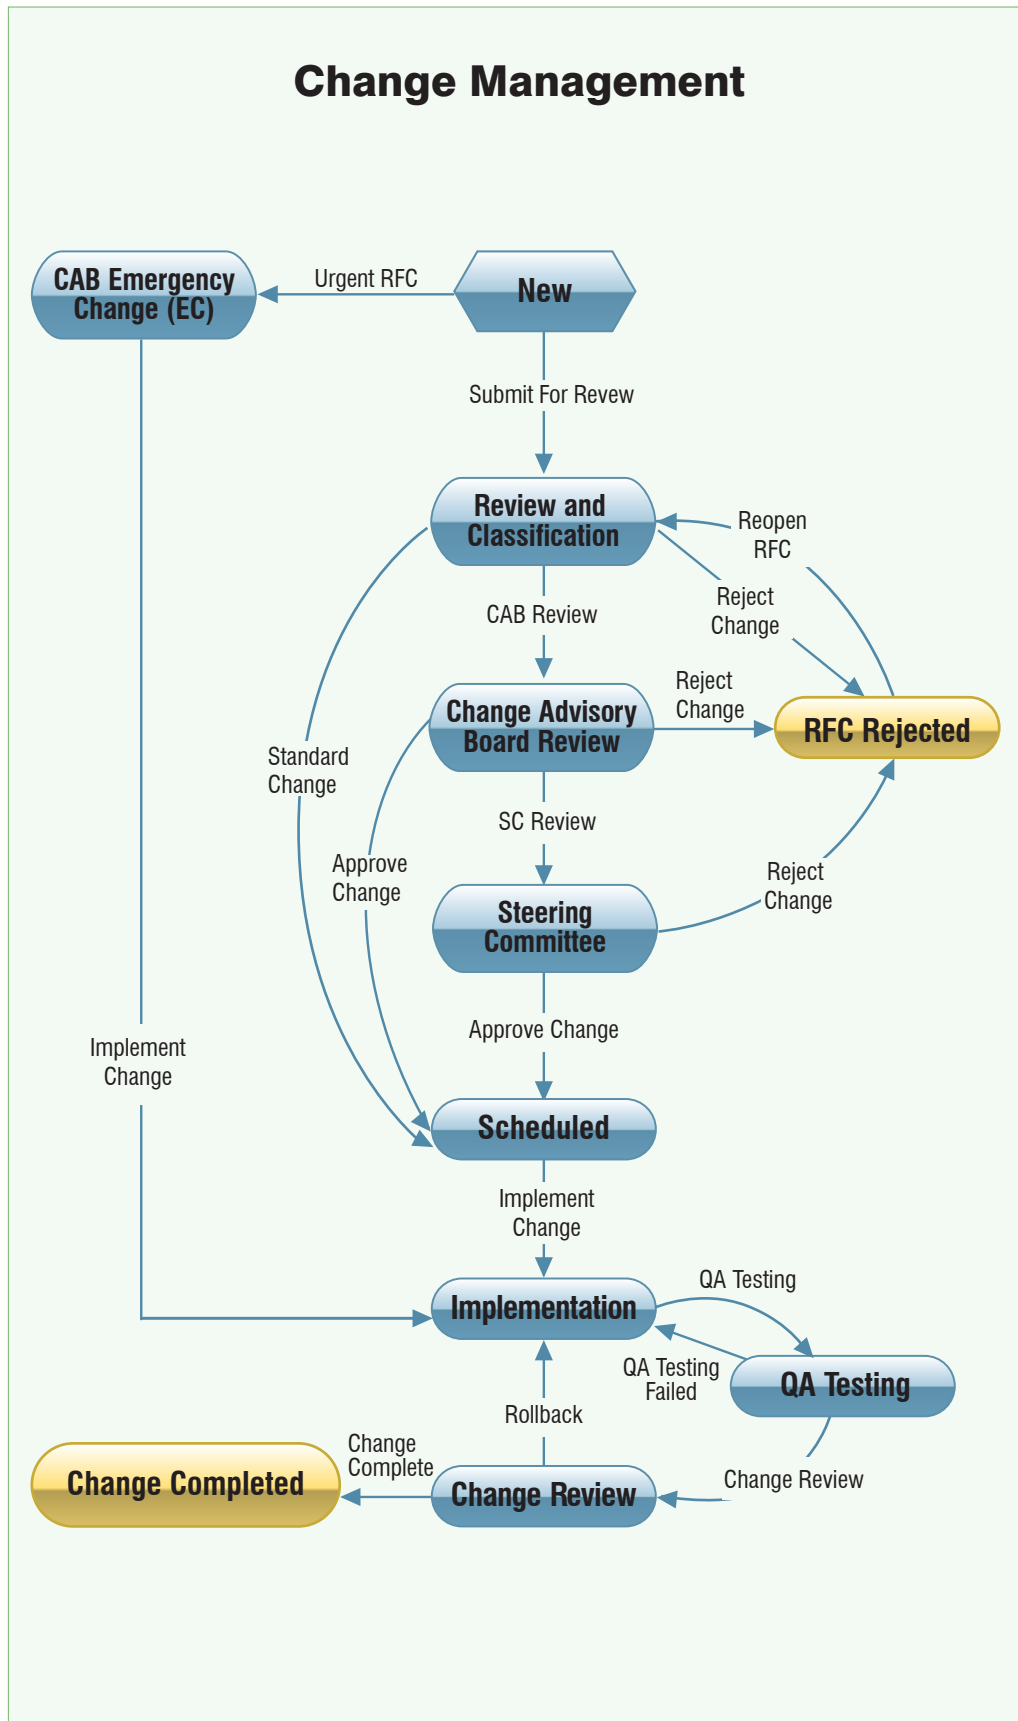 Change Management
CAB Emergency
Change (EC)
Urgent RFC
New
Submit For Revew
Review and
Classification
Reopen
RFC
Reject
Change
CAB Review
Change Advisory
Board Review
Reject
Change
RFC Rejected
Standard
Change
SC Review
Approve
Change
Steering
Committee
Reject
Change
Approve Change
Implement
Change
Scheduled
Implement
Change
QA Testing
Implementation
QA Testing
Failed
QA Testing
Rollback
Change
Complete
Change Completed
Change Review
Change Review